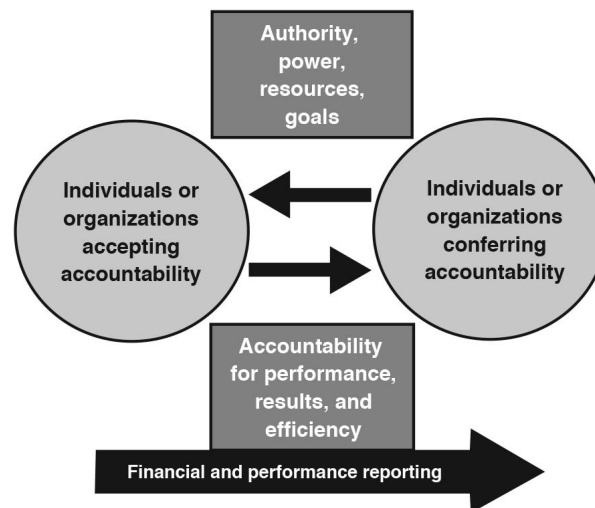 Authority,
power,
resources,
goals
Individuals or
organizations
accepting
accountability
Individuals or
organizations
conferring
accountability
Accountability
for performance,
results, and
efficiency
Financial and performance reporting